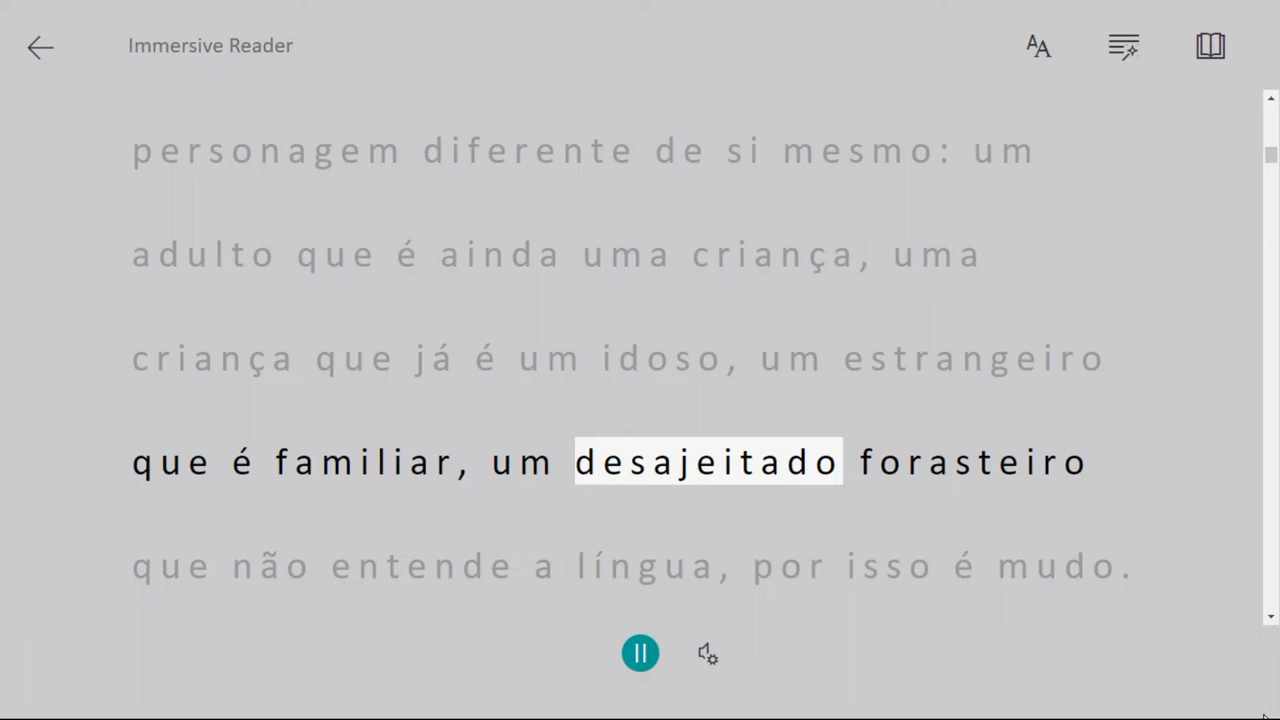 Immersive Reader
personagem diferente de si mesmo: um
adulto que é ainda uma criança, uma
criança que já é um idoso, um estrangeiro
que é familiar, um desajeitado forasteiro
que não entende a língua, por isso é mudo.